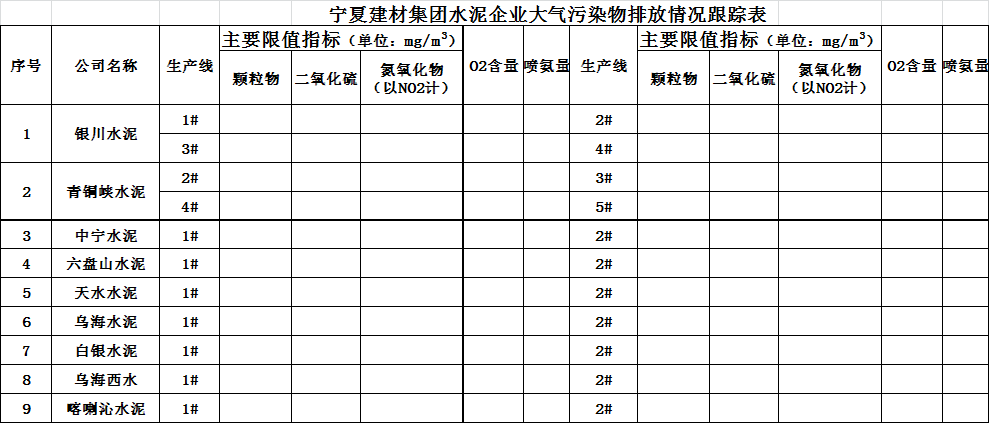 宁夏建材集团水泥企业大气污染物排放情况跟踪表
序号 公司名称 生产线 主要限值指标（单位：mg/m³） O2含量 喷氨量 生产线 主要限值指标（单位：mg/m³） O2含量 喷氨量
颗粒物 二氧化硫 氮氧化物（以NO2计） 颗粒物 二氧化硫 氮氧化物（以NO2计）
1 银川水泥 1# 2#
3# 4#
2 青铜峡水泥 2# 3#
4# 5#
3 中宁水泥 1# 2#
4 六盘山水泥 1# 2#
5 天水水泥 1# 2#
6 乌海水泥 1# 2#
7 白银水泥 1# 2#
8 乌海西水 1# 2#
9 喀喇沁水泥 1# 2#